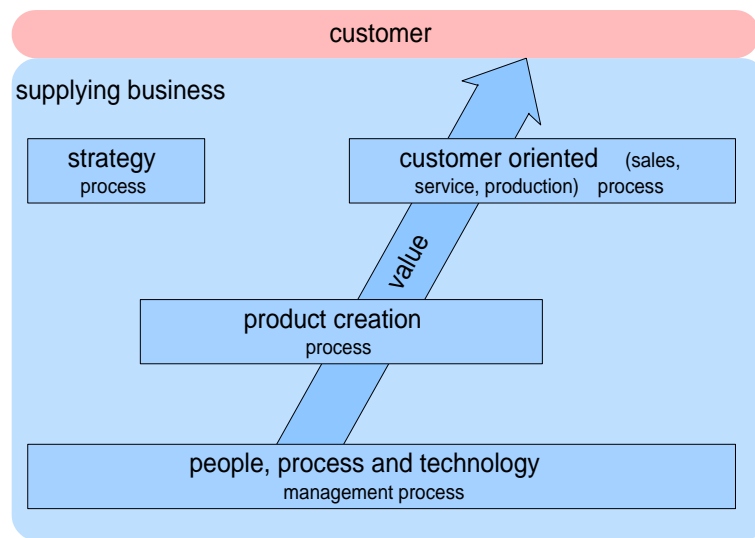 customer
supplying business
strategy
process
customer oriented (sales,
service, production) process
value
product creation
process
people, process and technology
management process